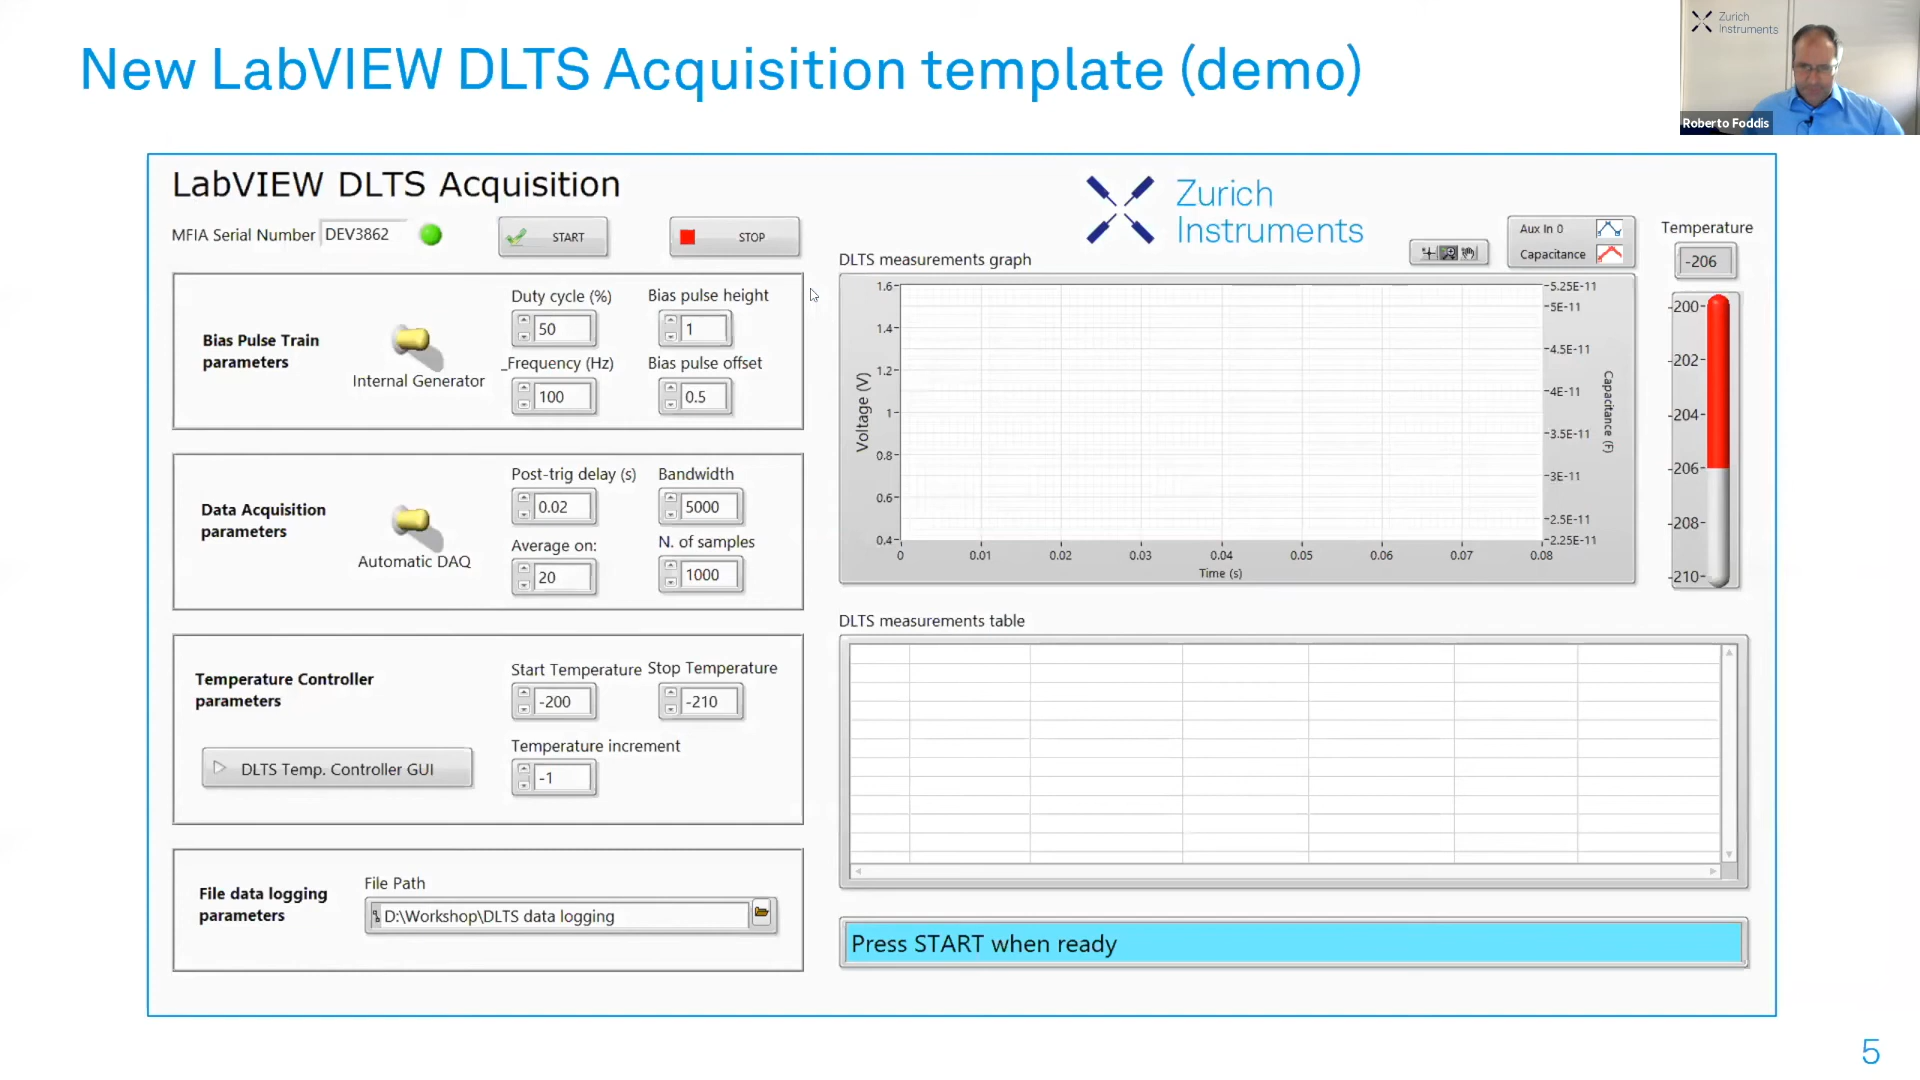 New LabVIEW DLTS Acquisition template (demo)
Zurich
Instruments
Roberto Foddis
LabVIEW DLTS Acquisition
MFIA Serial Number DEV3862
START
STOP
Zurich
Instruments
Bias Pulse Train
parameters
Internal Generator
Duty cycle (%)
50
Bias pulse height
1
_Frequency (Hz)
100
Bias pulse offset
0.5
Data Acquisition
parameters
Automatic DAQ
Post-trig delay (s)
0.02
Bandwidth
5000
Average on:
20
N. of samples
1000
Temperature Controller
parameters
DLTS Temp. Controller GUI
Start Temperature
-200
Stop Temperature
-210
Temperature increment
-1
File data logging
parameters
File Path
D:\Workshop\DLTS data logging
DLTS measurements graph
Aux In 0
Capacitance
Voltage (V)
1.6
1.4
1.2
1
0.8
0.6
0.4
0 0.01 0.02 0.03 0.04 0.05 0.06 0.07 0.08
Time (s)
5.25E-11
5E-11
4.5E-11
4E-11
3.5E-11
3E-11
2.5E-11
2.25E-11
Capacitance (F)
Temperature
-206
-200
-202
-204
-206
-208
-210
DLTS measurements table
Press START when ready
5